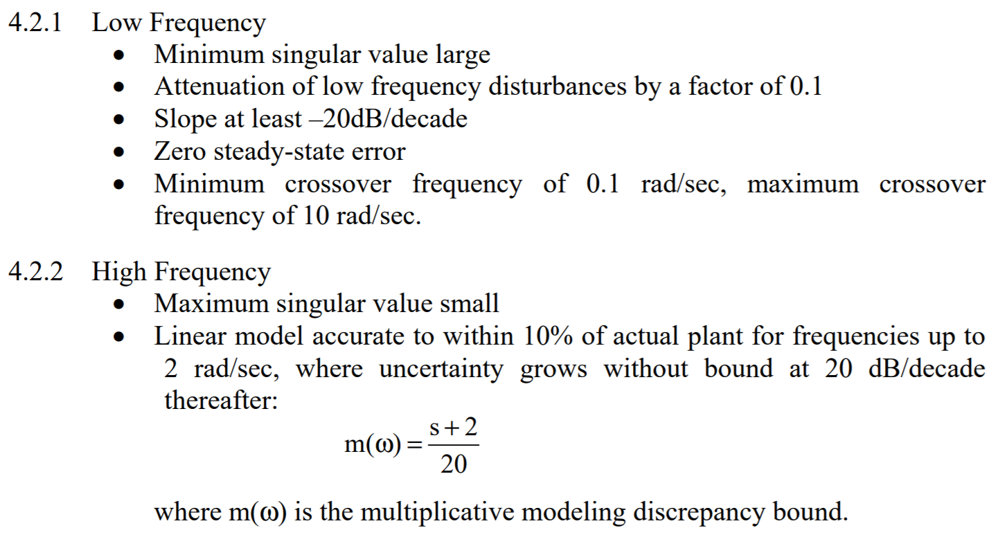 4.2.1 Low Frequency
• Minimum singular value large
• Attenuation of low frequency disturbances by a factor of 0.1
• Slope at least –20dB/decade
• Zero steady-state error
• Minimum crossover frequency of 0.1 rad/sec, maximum crossover
frequency of 10 rad/sec.
4.2.2 High Frequency
• Maximum singular value small
• Linear model accurate to within 10% of actual plant for frequencies up to
2 rad/sec, where uncertainty grows without bound at 20 dB/decade
thereafter:
m(ω) = (s + 2) / 20
where m(ω) is the multiplicative modeling discrepancy bound.